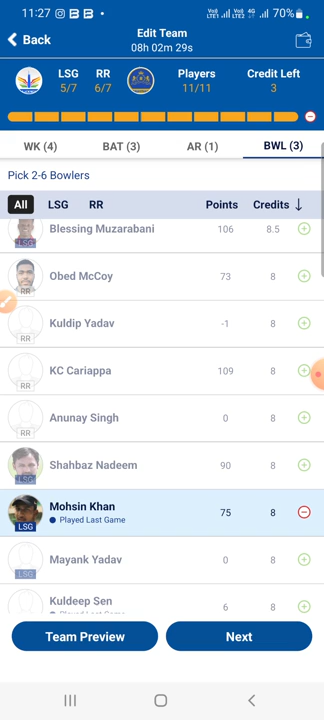 11:27
70%
Back
Edit Team
08h 02m 29s
LSG RR Players Credit Left
5/7 6/7 11/11 3
WK (4) BAT (3) AR (1) BWL (3)
Pick 2-6 Bowlers
All LSG RR Points Credits ↓
Blessing Muzarabani 106 8.5
LSG
Obed McCoy 73 8
RR
Kuldip Yadav -1 8
RR
KC Cariappa 109 8
RR
Anunay Singh 0 8
RR
Shahbaz Nadeem 90 8
LSG
Mohsin Khan 75 8
Played Last Game
LSG
Mayank Yadav 0 8
LSG
Kuldeep Sen 6 8
Played Last Game
Team Preview Next